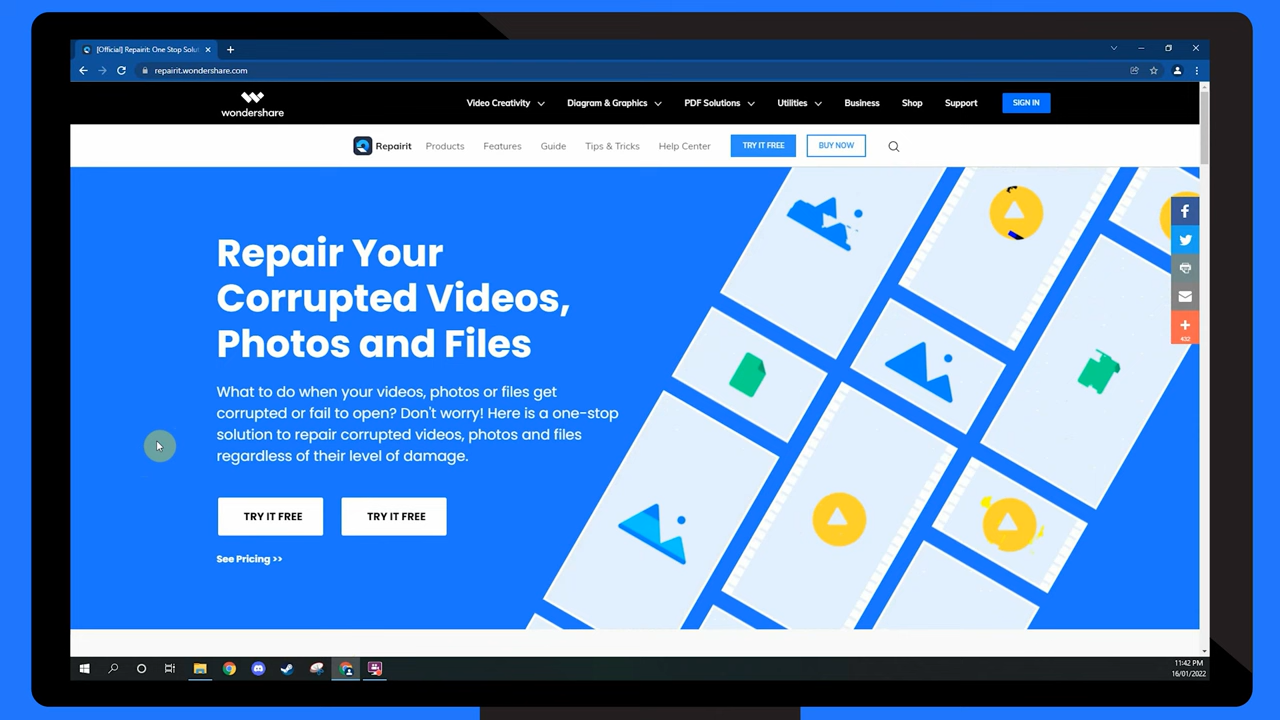 [Official] Repairit: One Stop Solu
repairit.wondershare.com
wondershare
Video Creativity
Diagram & Graphics
PDF Solutions
Utilities
Business
Shop
Support
SIGN IN
Repairit
Products
Features
Guide
Tips & Tricks
Help Center
TRY IT FREE
BUY NOW
Repair Your
Corrupted Videos,
Photos and Files
What to do when your videos, photos or files get
corrupted or fail to open? Don't worry! Here is a one-stop
solution to repair corrupted videos, photos and files
regardless of their level of damage.
TRY IT FREE
TRY IT FREE
See Pricing >>
432
11:42 PM
16/01/2022